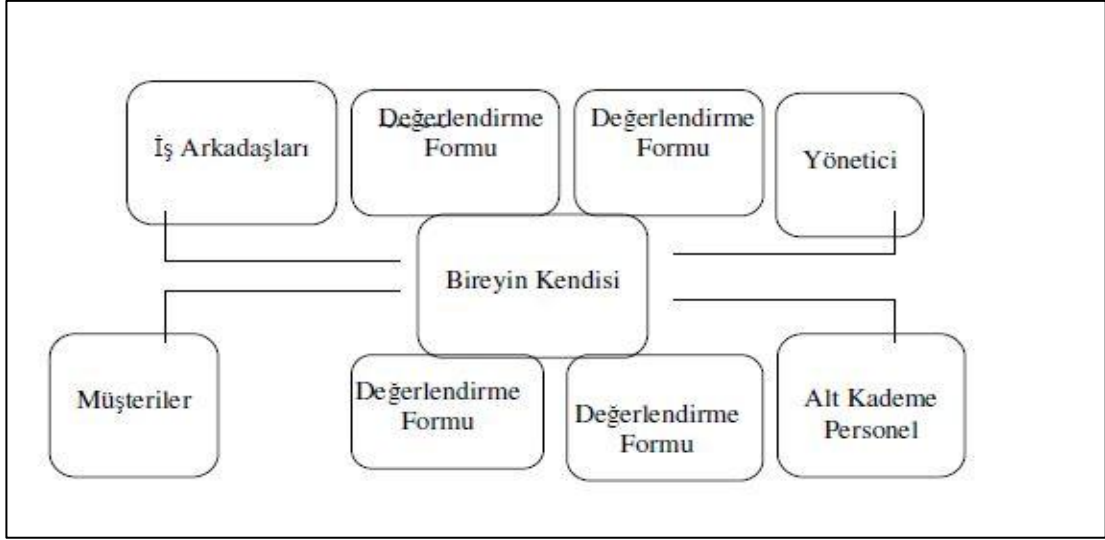 İş Arkadaşları
Değerlendirme
Formu
Değerlendirme
Formu
Yönetici
Bireyin Kendisi
Müşteriler
Değerlendirme
Formu
Değerlendirme
Formu
Alt Kademe
Personel